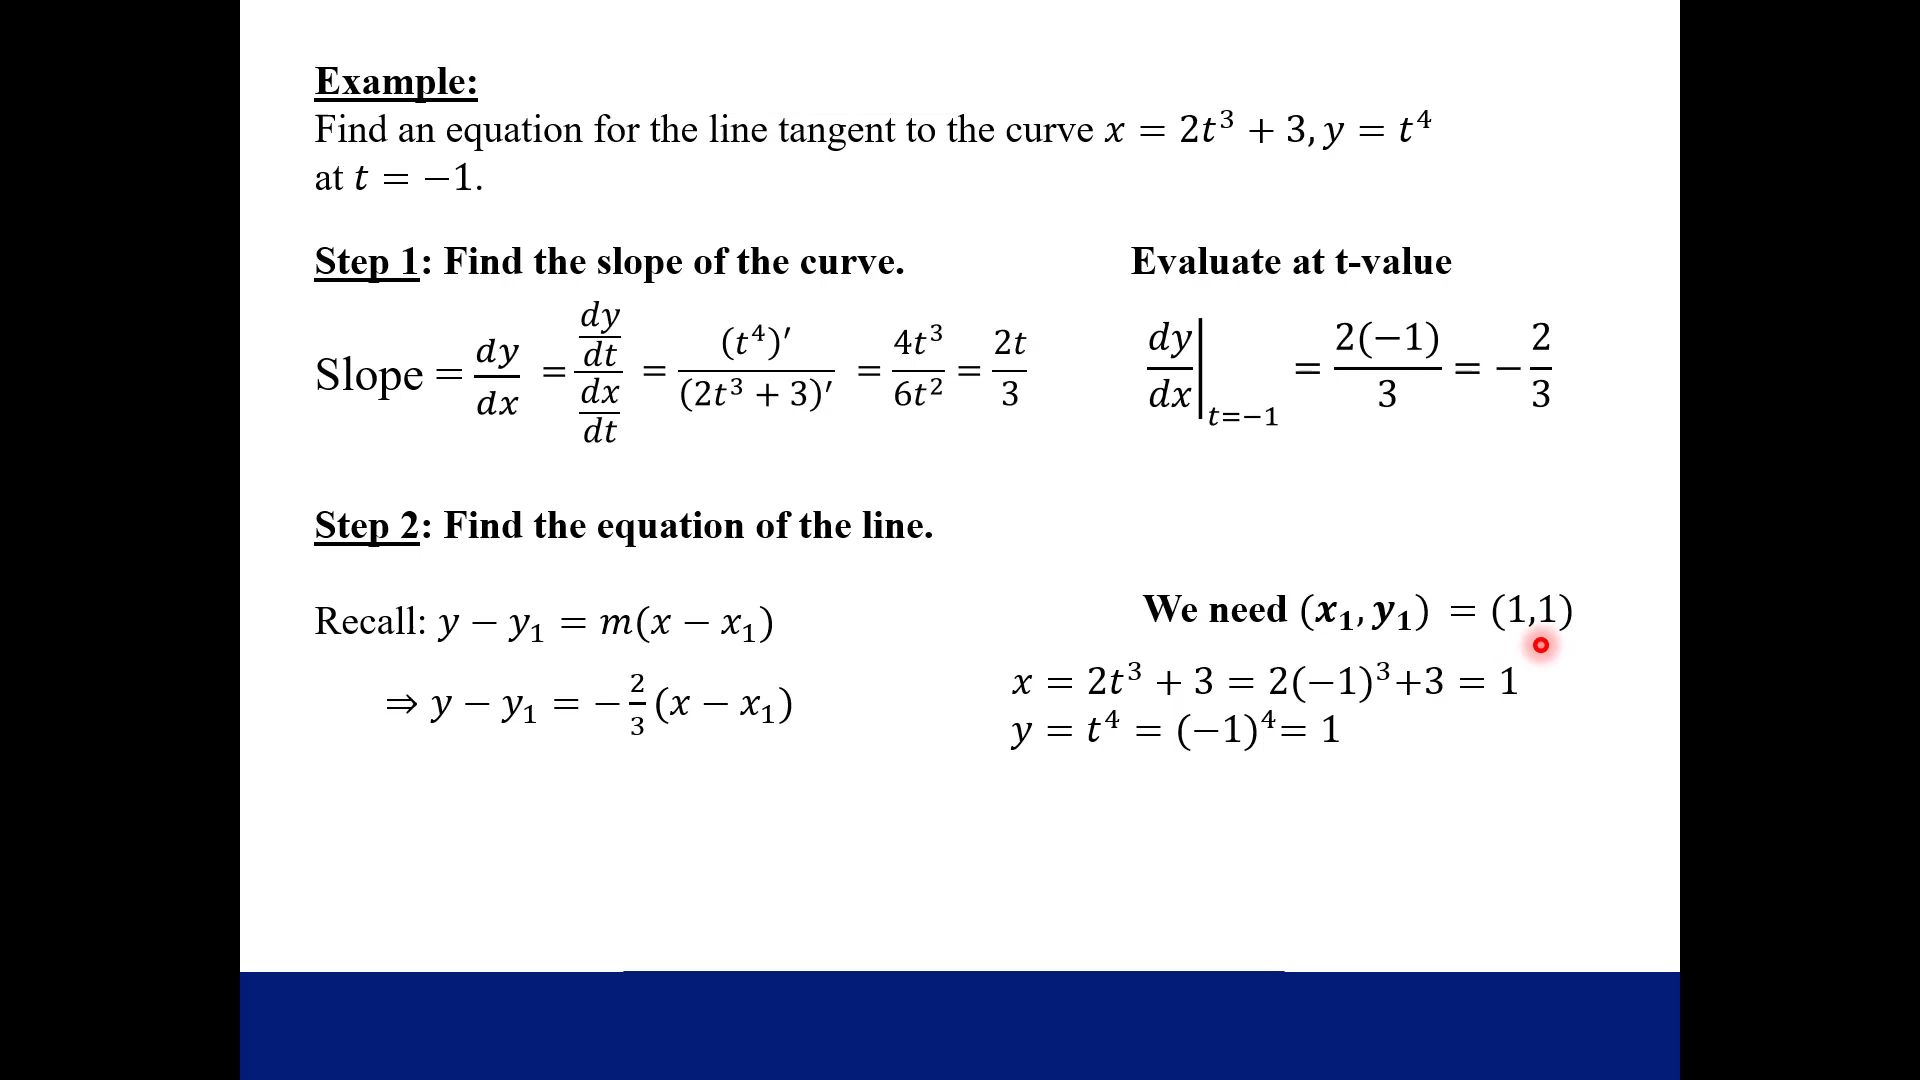 Example:
Find an equation for the line tangent to the curve x = 2t³ + 3, y = t⁴
at t = −1.
Step 1: Find the slope of the curve.
Evaluate at t-value
Slope = dy/dx = (dy/dt)/(dx/dt) = (t⁴)′/(2t³ + 3)′ = 4t³/6t² = 2t/3
dy/dx|t=−1 = 2(−1)/3 = −2/3
Step 2: Find the equation of the line.
Recall: y − y₁ = m(x − x₁)
We need (x₁, y₁) = (1,1)
⇒ y − y₁ = −2/3(x − x₁)
x = 2t³ + 3 = 2(−1)³+3 = 1
y = t⁴ = (−1)⁴= 1